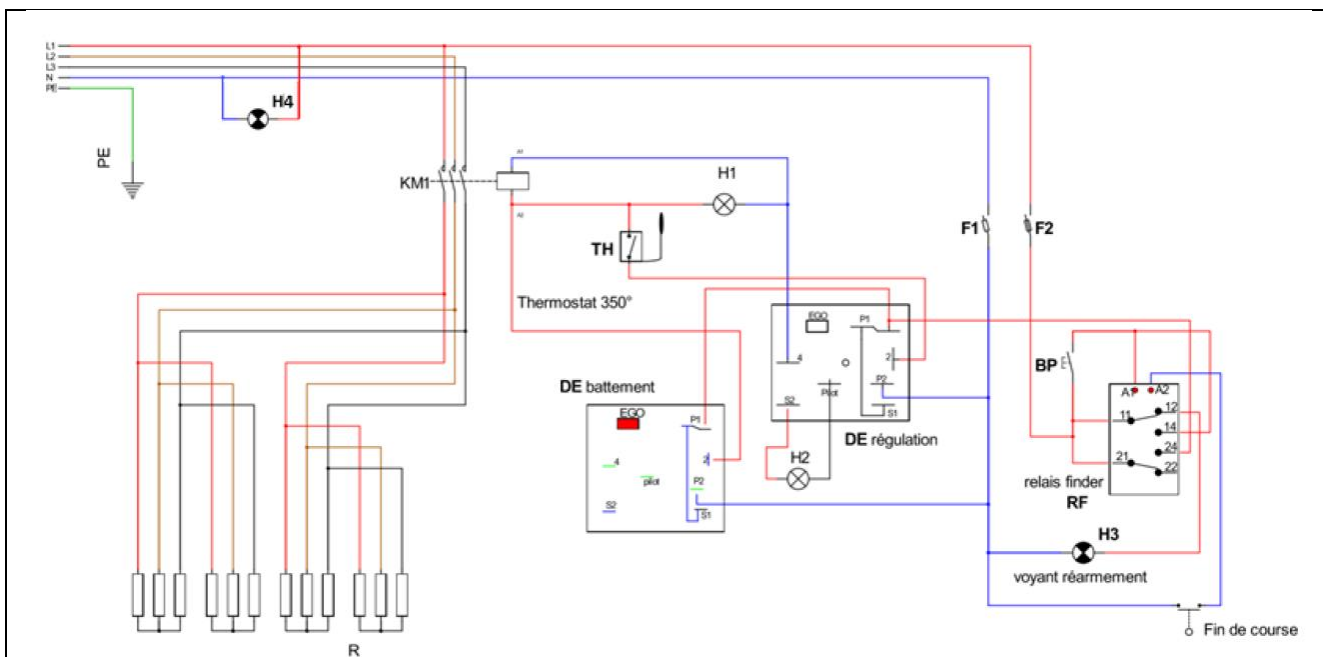 L1
L2
L3
N
PE
H4
PE
KM1
A1
A2
H1
TH
Thermostat 350°
F1
F2
EGO
P1
4
2
P2
S2
Pilot
S1
DE régulation
H2
DE battement
EGO
P1
4
2
pilot
P2
S2
S1
BP
A1
A2
11
12
14
24
21
22
relais finder
RF
H3
voyant réarmement
Fin de course
R